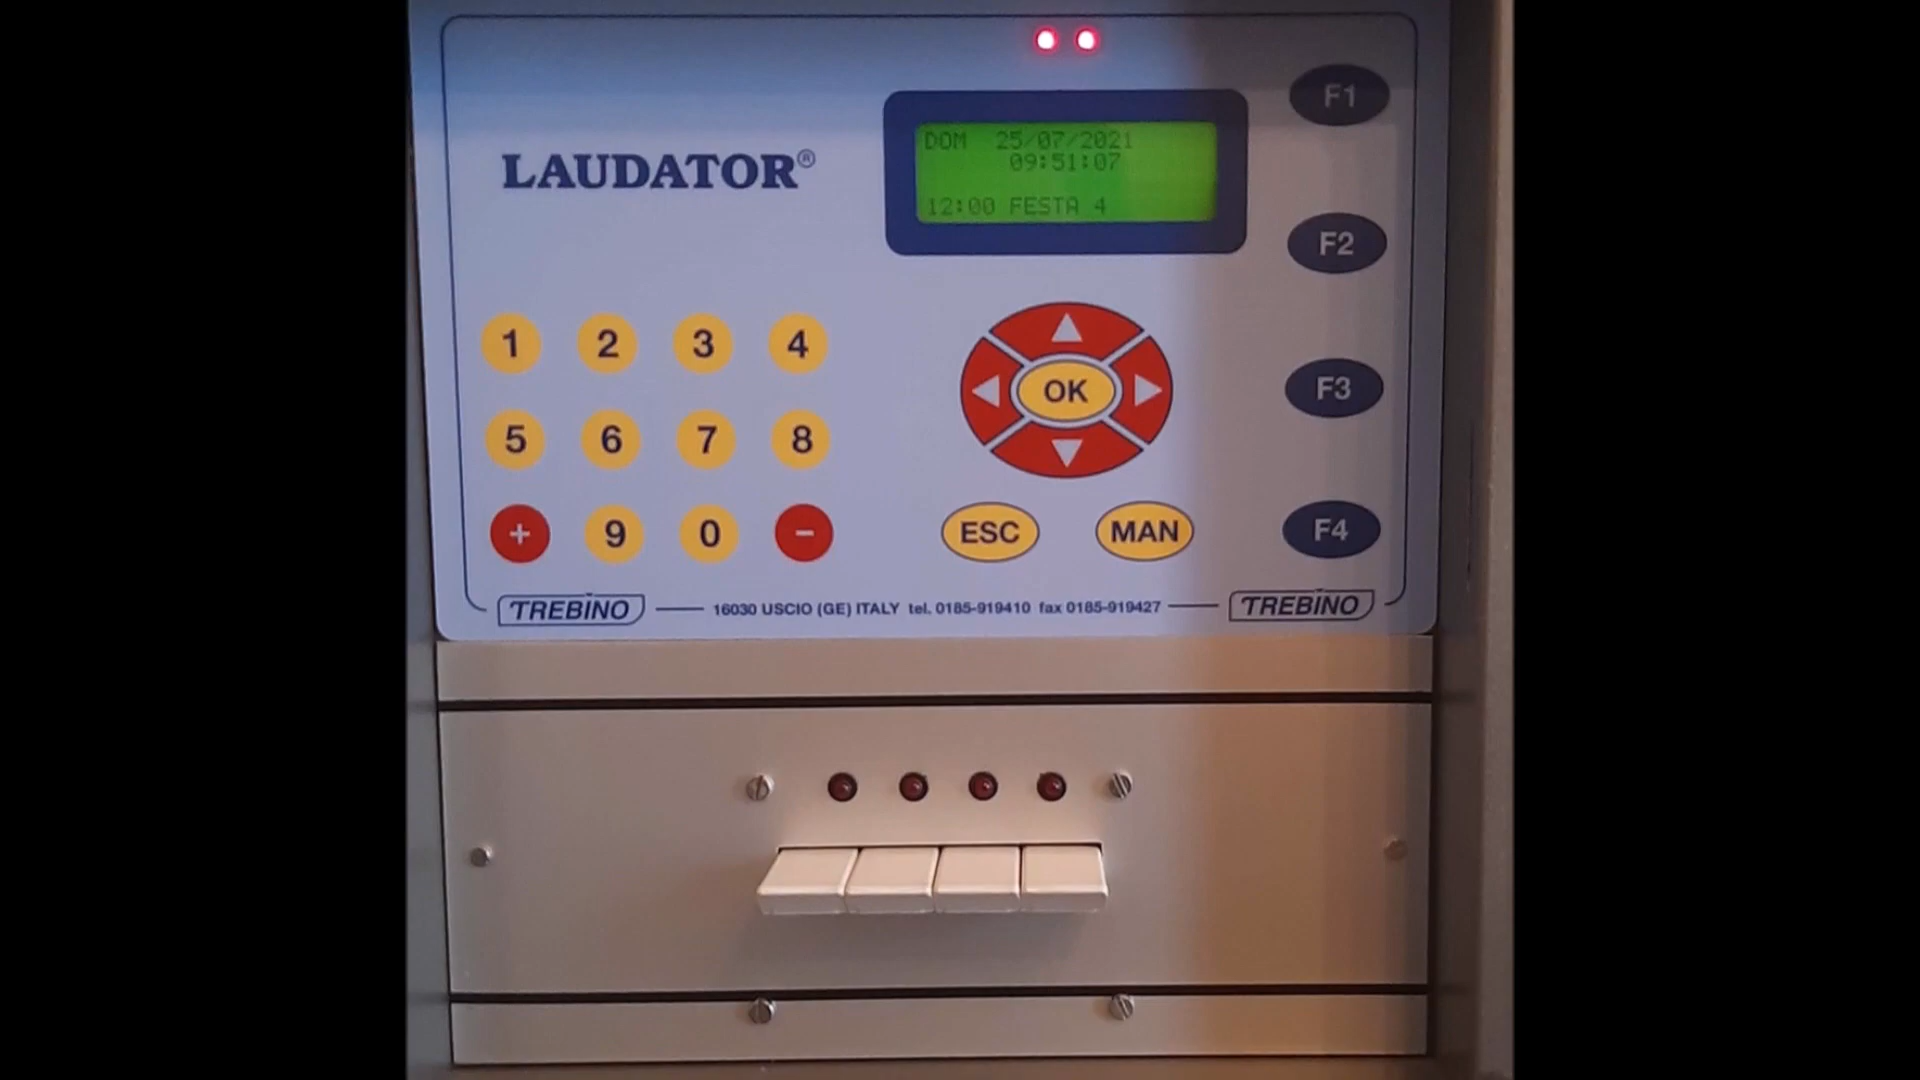 LAUDATOR®
DOM 25/07/2021
09:51:07
12:00 FESTA 4
F1
F2
F3
F4
1 2 3 4
5 6 7 8
+ 9 0 -
OK
ESC MAN
TREBINO 16030 USCIO (GE) ITALY tel. 0185-919410 fax 0185-919427 TREBINO